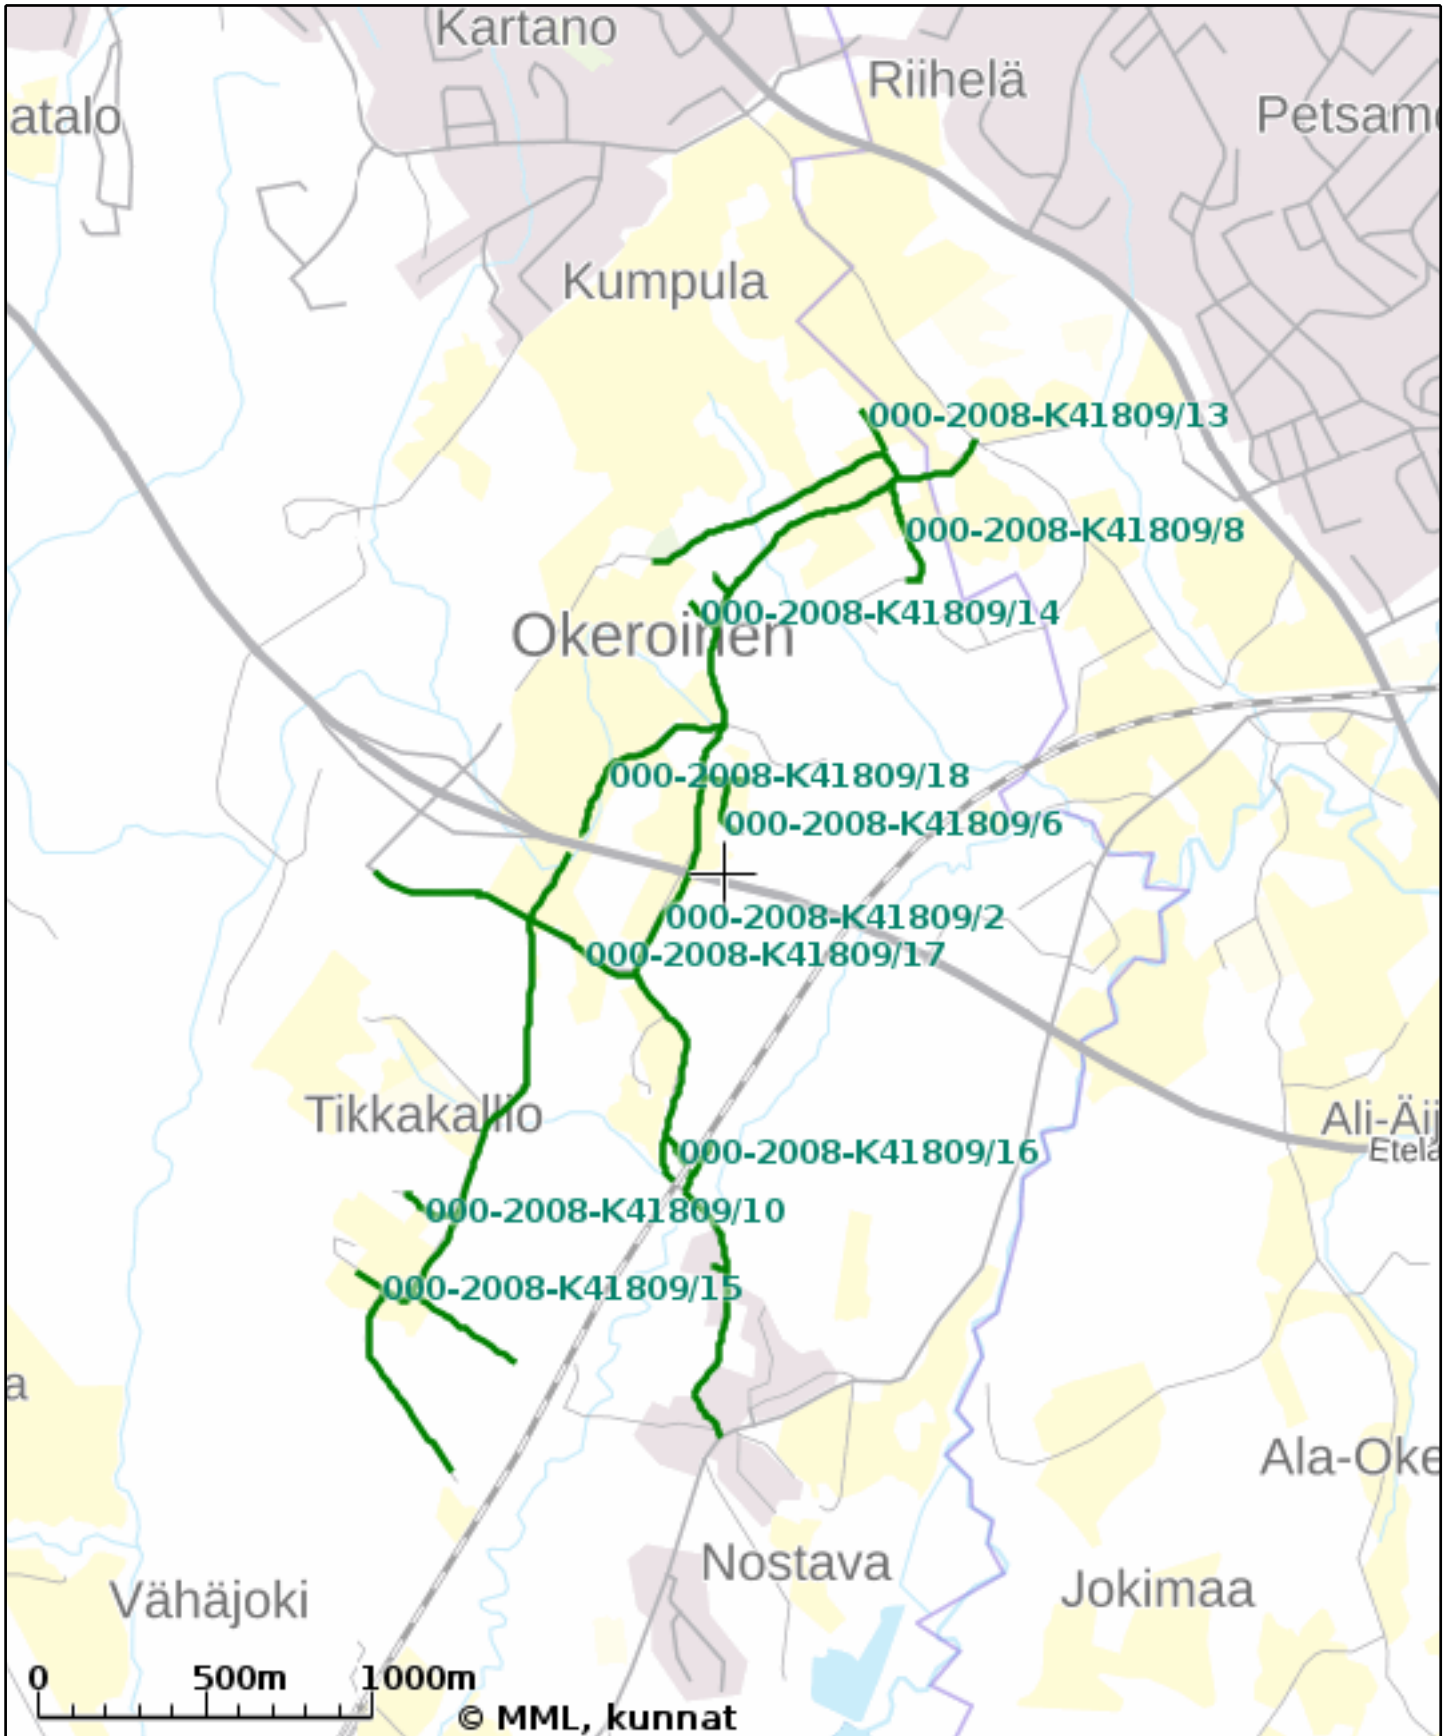 Kartano
Riihelä
atalo
Petsamo
Kumpula
000-2008-K41809/13
000-2008-K41809/8
000-2008-K41809/14
Okeroinen
000-2008-K41809/18
000-2008-K41809/6
000-2008-K41809/2
000-2008-K41809/17
Tikkakallio
Ali-Äij
Etelä
000-2008-K41809/16
000-2008-K41809/10
000-2008-K41809/15
a
Ala-Oke
Nostava
Jokimaa
Vähäjoki
0 500m 1000m
© MML, kunnat